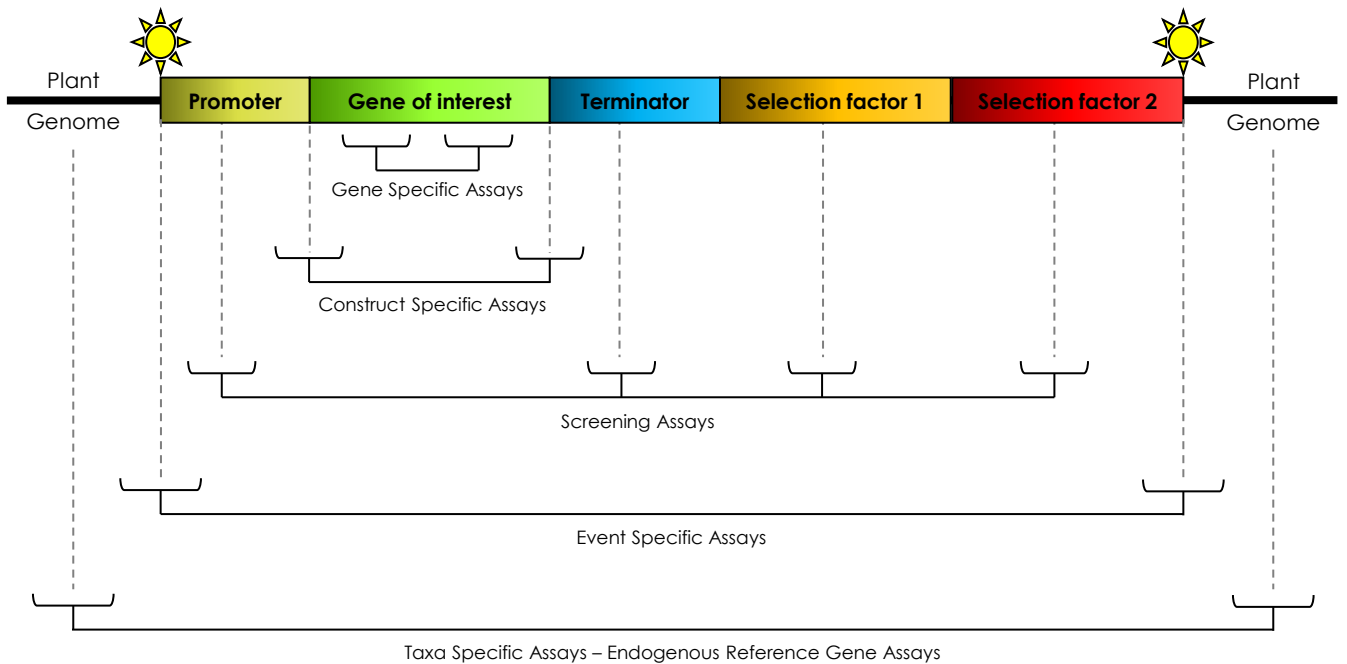 Plant
Genome
Promoter
Gene of interest
Terminator
Selection factor 1
Selection factor 2
Plant
Genome
Gene Specific Assays
Construct Specific Assays
Screening Assays
Event Specific Assays
Taxa Specific Assays – Endogenous Reference Gene Assays